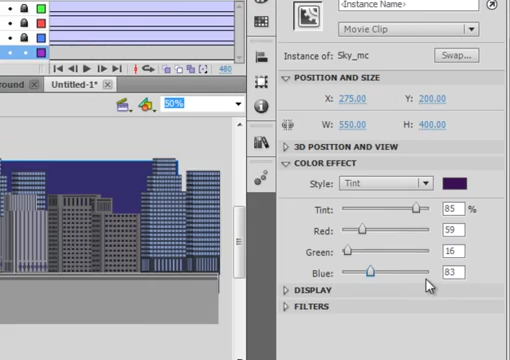 <Instance Name>
Movie Clip
Instance of: Sky_mc
Swap...
480
round
Untitled-1*
POSITION AND SIZE
50%
X: 275.00 Y: 200.00
W: 550.00 H: 400.00
3D POSITION AND VIEW
COLOR EFFECT
Style: Tint
Tint: 85 %
Red: 59
Green: 16
Blue: 83
DISPLAY
FILTERS